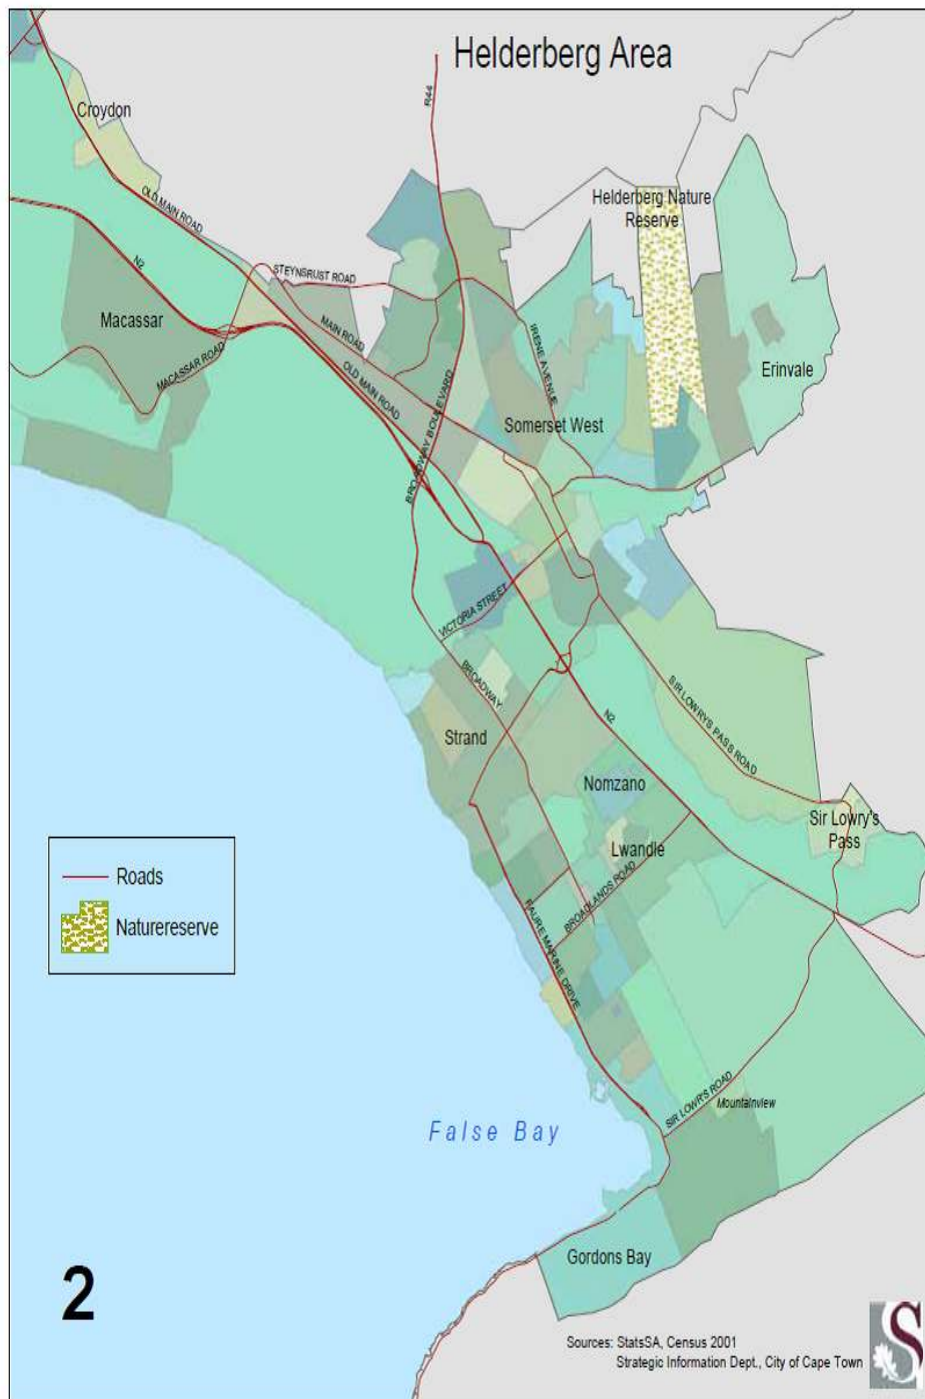 Helderberg Area
R44
Croydon
OLD MAIN ROAD
Helderberg Nature
Reserve
N2
STEYNSRUST ROAD
Macassar
MAIN ROAD
IRENE AVENUE
MACASSAR ROAD
OLD MAIN ROAD
Erinvale
BROADWAY BOULEVARD
Somerset West
VICTORIA STREET
BROADWAY
SIR LOWRYS PASS ROAD
N2
Strand
Nomzano
Sir Lowry's
Pass
Lwandle
Roads
BROADLANDS ROAD
Naturereserve
FAURE MARINE DRIVE
SIR LOWR'S ROAD
Mountainview
False Bay
Gordons Bay
2
Sources: StatsSA, Census 2001
Strategic Information Dept., City of Cape Town
S